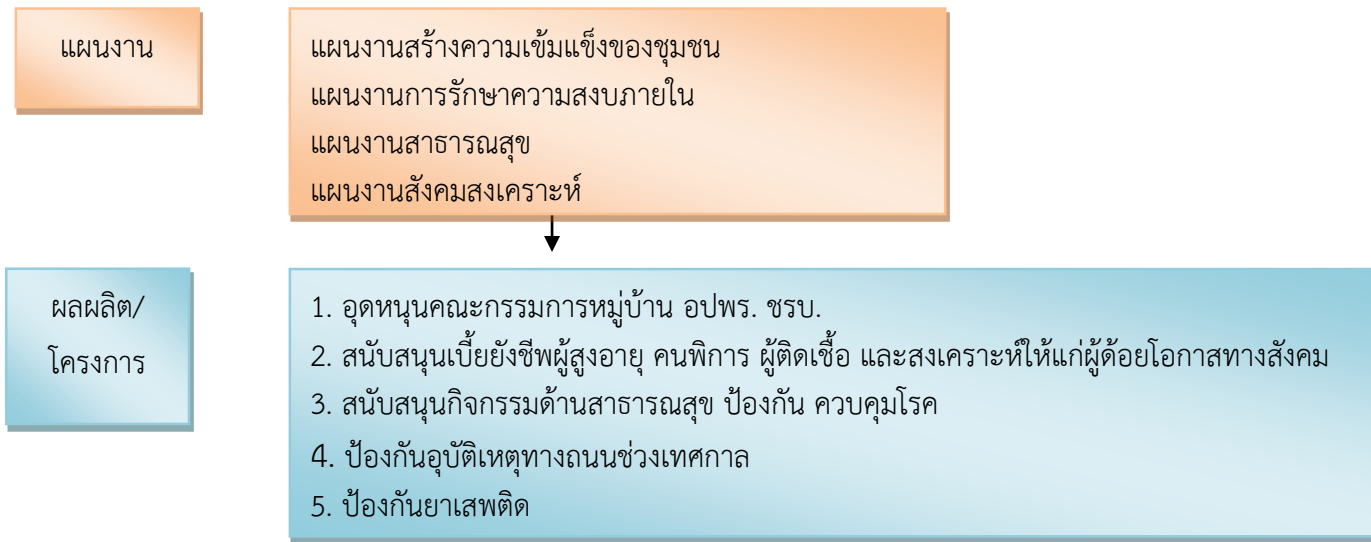 แผนงาน
แผนงานสร้างความเข้มแข็งของชุมชน
แผนงานการรักษาความสงบภายใน
แผนงานสาธารณสุข
แผนงานสังคมสงเคราะห์
ผลผลิต/
โครงการ
1. อุดหนุนคณะกรรมการหมู่บ้าน อปพร. ชรบ.
2. สนับสนุนเบี้ยยังชีพผู้สูงอายุ คนพิการ ผู้ติดเชื้อ และสงเคราะห์ให้แก่ผู้ด้อยโอกาสทางสังคม
3. สนับสนุนกิจกรรมด้านสาธารณสุข ป้องกัน ควบคุมโรค
4. ป้องกันอุบัติเหตุทางถนนช่วงเทศกาล
5. ป้องกันยาเสพติด